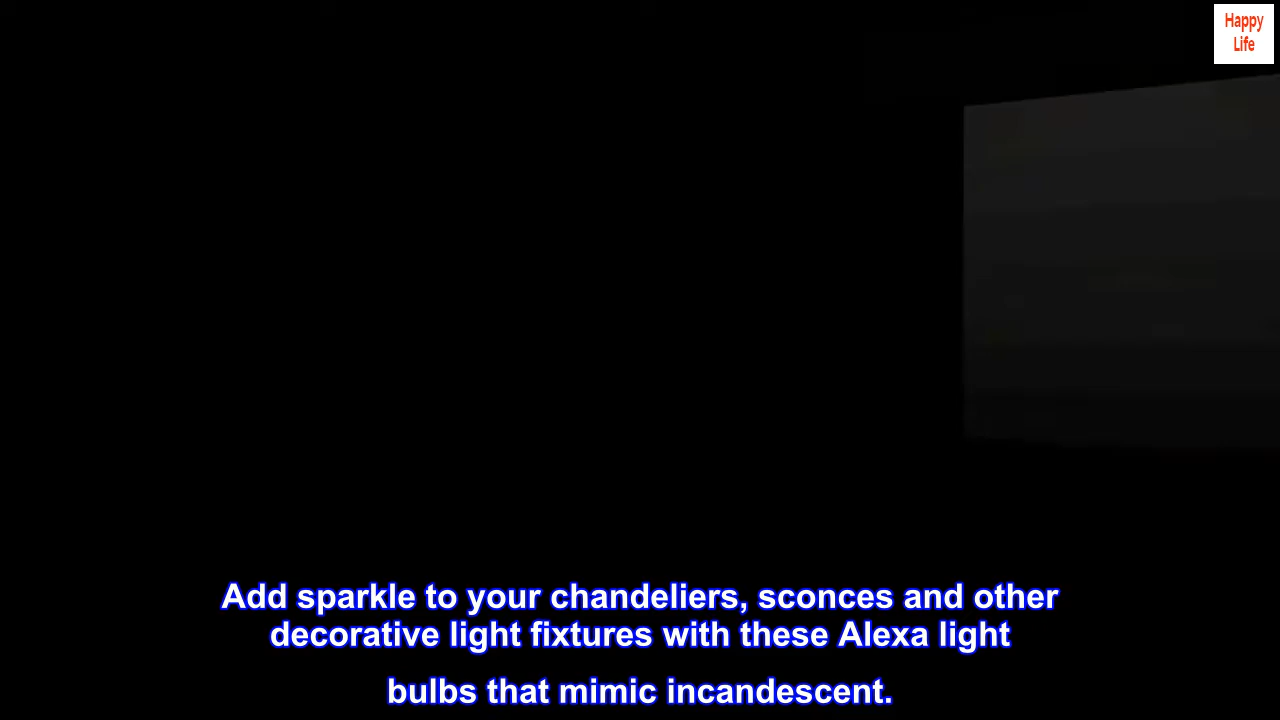 Happy
Life
Add sparkle to your chandeliers, sconces and other
decorative light fixtures with these Alexa light
bulbs that mimic incandescent.